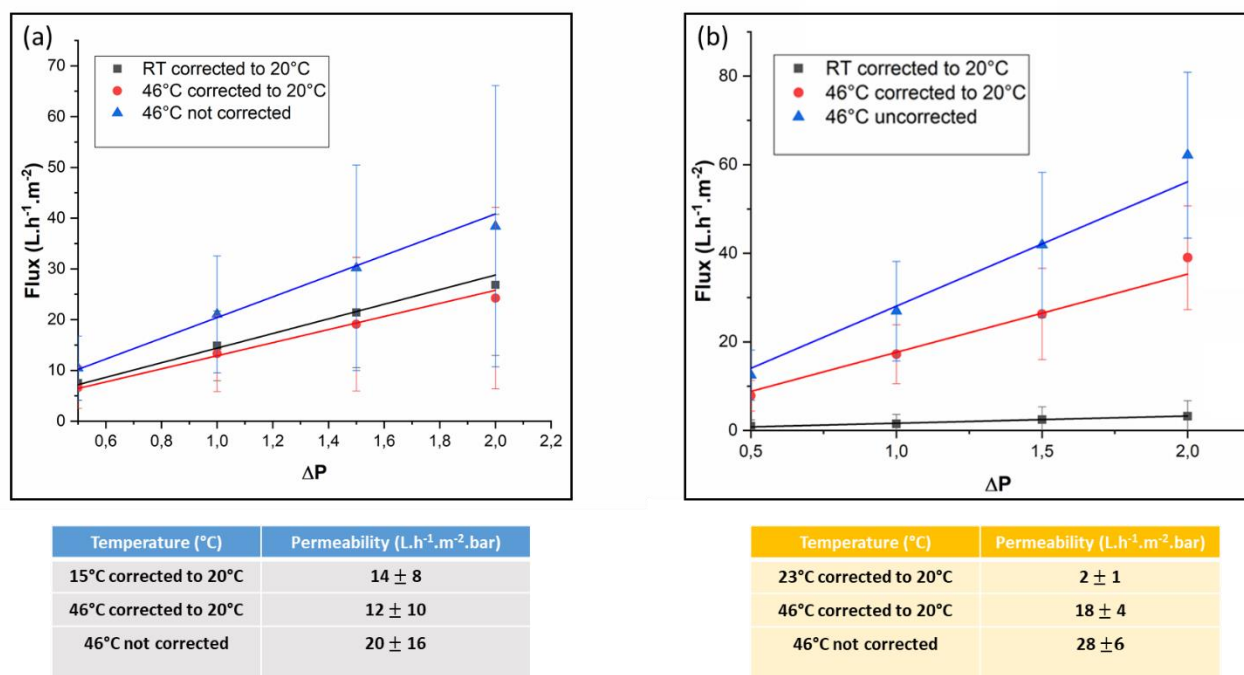 (a)
RT corrected to 20°C
46°C corrected to 20°C
46°C not corrected
Flux (L.h⁻¹.m⁻²)
70
60
50
40
30
20
10
0
0,6 0,8 1,0 1,2 1,4 1,6 1,8 2,0 2,2
ΔP
(b)
RT corrected to 20°C
46°C corrected to 20°C
46°C uncorrected
Flux (L.h⁻¹.m⁻²)
80
60
40
20
0
0,5 1,0 1,5 2,0
ΔP
Temperature (°C) Permeability (L.h⁻¹.m⁻².bar)
15°C corrected to 20°C 14 ± 8
46°C corrected to 20°C 12 ± 10
46°C not corrected 20 ± 16
Temperature (°C) Permeability (L.h⁻¹.m⁻².bar)
23°C corrected to 20°C 2 ± 1
46°C corrected to 20°C 18 ± 4
46°C not corrected 28 ±6